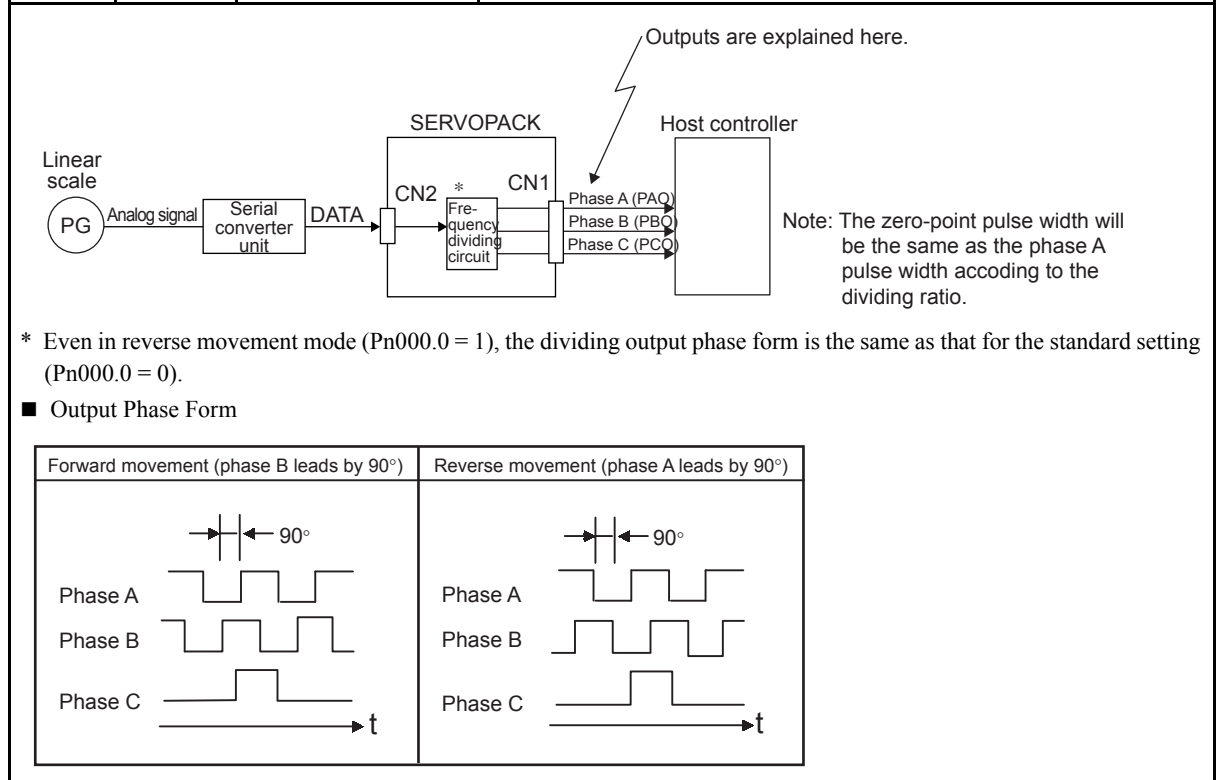 Outputs are explained here.
SERVOPACK
Host controller
Linear
scale
PG
Analog signal
Serial
converter
unit
DATA
CN2
*
Fre-
quency
dividing
circuit
CN1
Phase A (PAO)
Phase B (PBO)
Phase C (PCO)
Note: The zero-point pulse width will
be the same as the phase A
pulse width accoding to the
dividing ratio.
* Even in reverse movement mode (Pn000.0 = 1), the dividing output phase form is the same as that for the standard setting
(Pn000.0 = 0).
■ Output Phase Form
Forward movement (phase B leads by 90°)
90°
Phase A
Phase B
Phase C
t
Reverse movement (phase A leads by 90°)
90°
Phase A
Phase B
Phase C
t